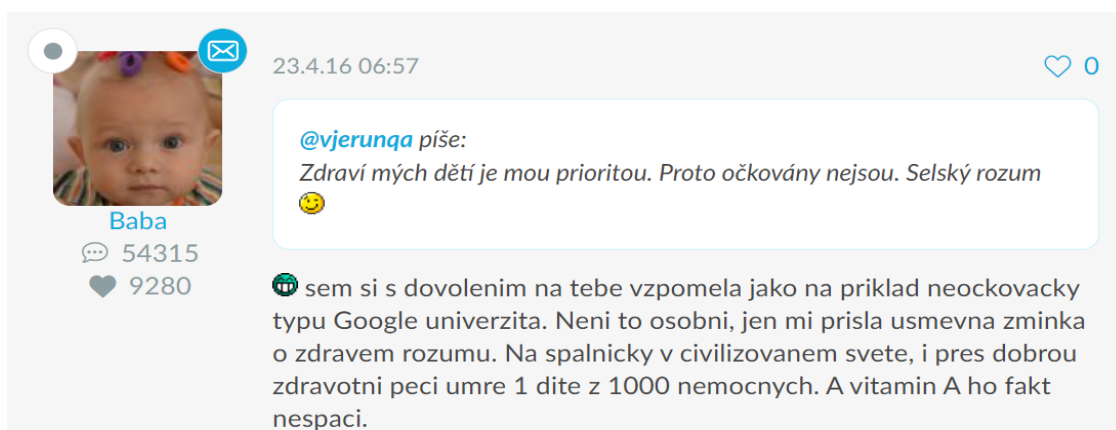 23.4.16 06:57
0
@vjerunqa píše:
Zdraví mých dětí je mou prioritou. Proto očkovány nejsou. Selský rozum
Baba
54315
9280
sem si s dovolenim na tebe vzpomela jako na priklad neockovacky
typu Google univerzita. Neni to osobni, jen mi prisla usmevna zminka
o zdravem rozumu. Na spalnicky v civilizovanem svete, i pres dobrou
zdravotni peci umre 1 dite z 1000 nemocnych. A vitamin A ho fakt
nespaci.